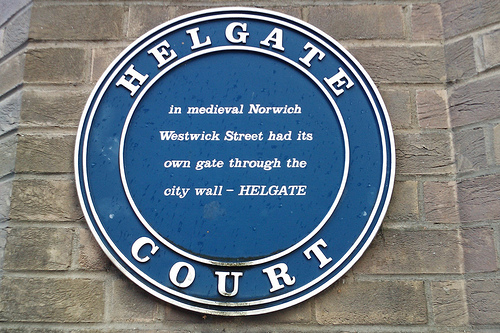 HELGATE
in medieval Norwich
Westwick Street had its
own gate through the
city wall – HELGATE
COURT